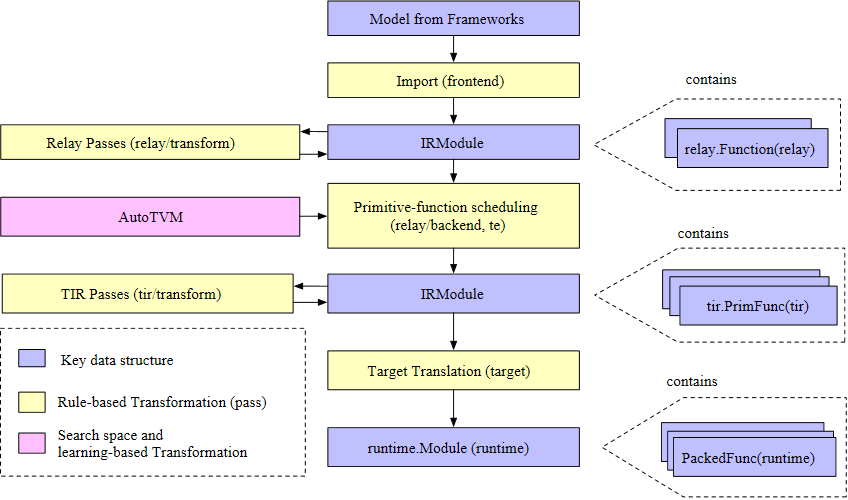 Model from Frameworks
Import (frontend)
contains
Relay Passes (relay/transform)
IRModule
relay.Function(relay)
AutoTVM
Primitive-function scheduling
(relay/backend, te)
contains
TIR Passes (tir/transform)
IRModule
tir.PrimFunc(tir)
Key data structure
Target Translation (target)
contains
Rule-based Transformation (pass)
Search space and
learning-based Transformation
runtime.Module (runtime)
PackedFunc(runtime)